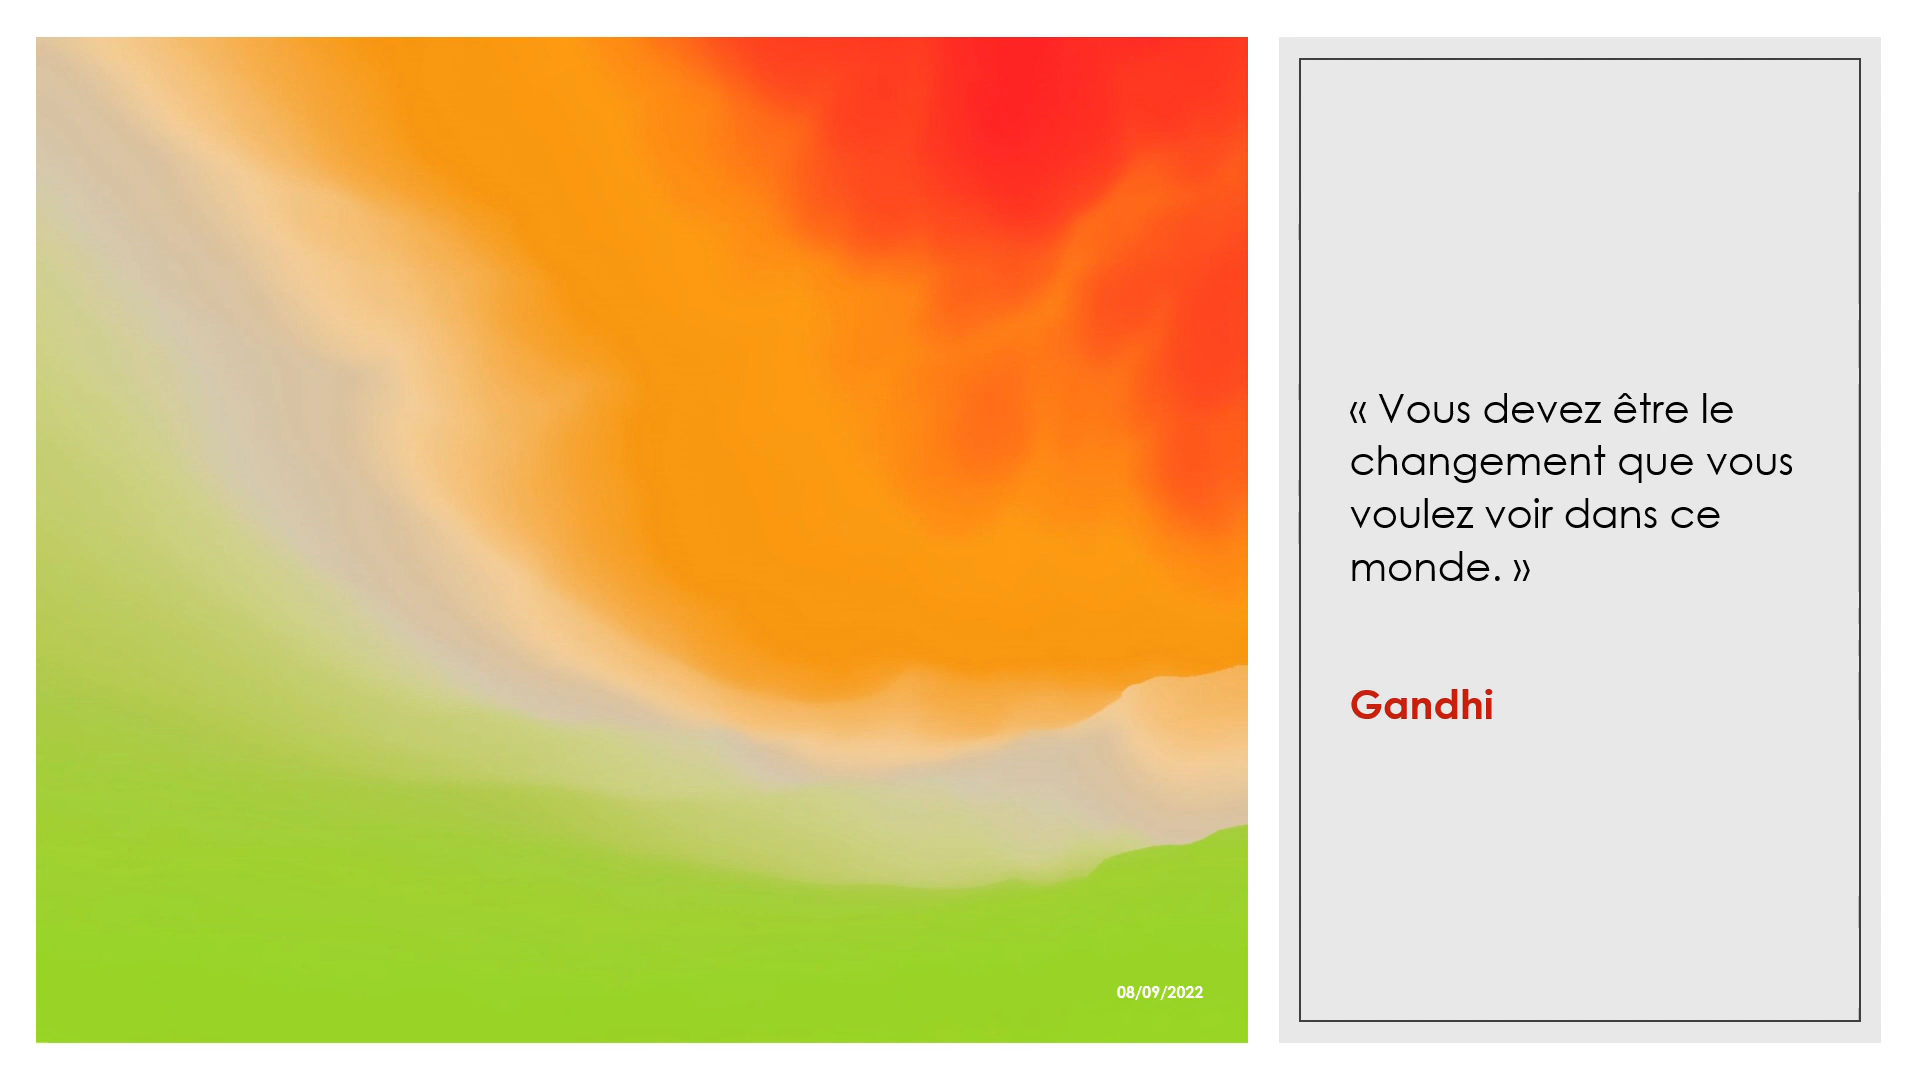 « Vous devez être le
changement que vous
voulez voir dans ce
monde. »
Gandhi
08/09/2022